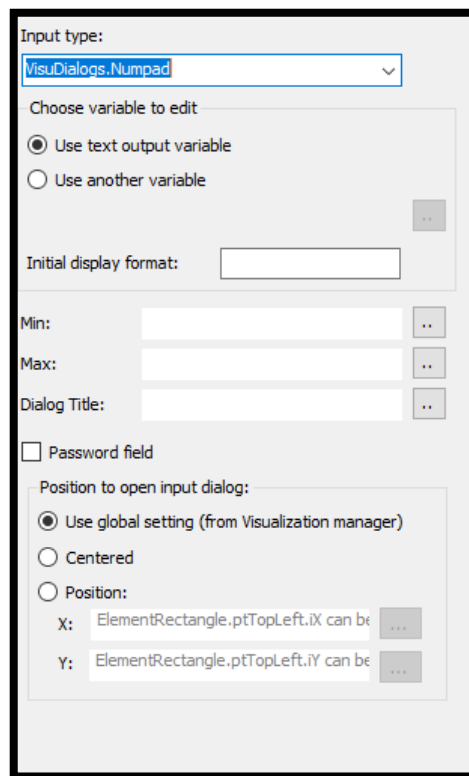 Input type:
VisuDialogs.Numpad
Choose variable to edit
Use text output variable
Use another variable
..
Initial display format:
Min:
..
Max:
..
Dialog Title:
..
Password field
Position to open input dialog:
Use global setting (from Visualization manager)
Centered
Position:
X: ElementRectangle.ptTopLeft.iX can be
...
Y: ElementRectangle.ptTopLeft.iY can be
...